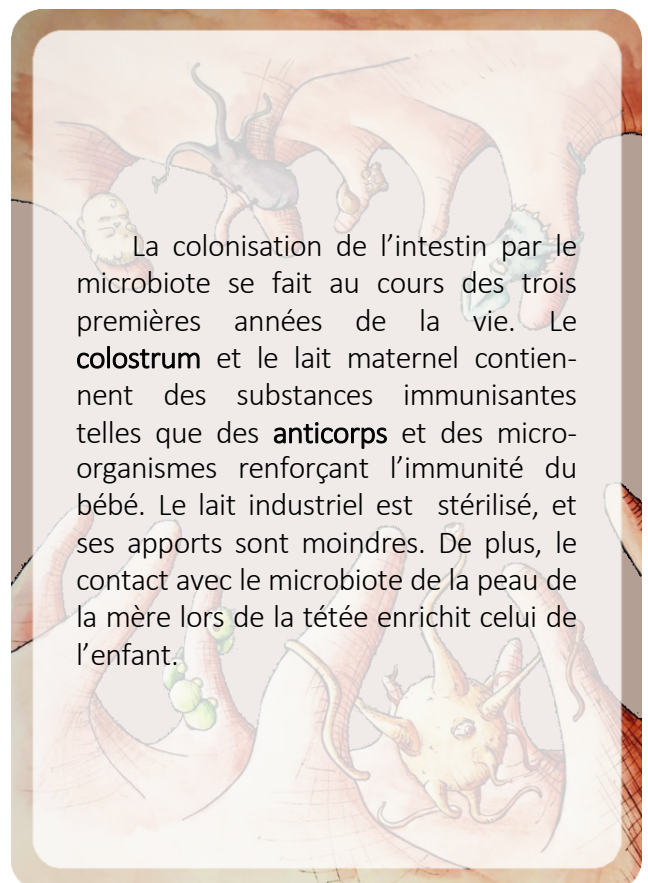 La colonisation de l’intestin par le
microbiote se fait au cours des trois
premières années de la vie. Le
colostrum et le lait maternel contien-
nent des substances immunisantes
telles que des anticorps et des micro-
organismes renforçant l’immunité du
bébé. Le lait industriel est stérilisé, et
ses apports sont moindres. De plus, le
contact avec le microbiote de la peau de
la mère lors de la tétée enrichit celui de
l’enfant.